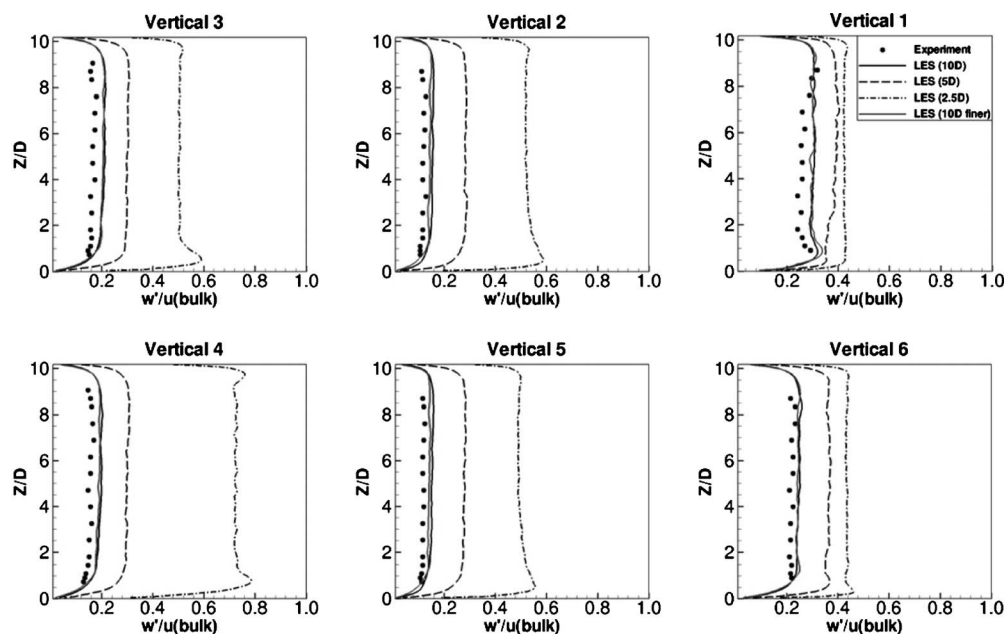 Vertical 3
10
8
6
4
2
0
Z/D
0.2 0.4 0.6 0.8 1.0
w'/u(bulk)
Vertical 2
10
8
6
4
2
0
Z/D
0.2 0.4 0.6 0.8 1.0
w'/u(bulk)
Vertical 1
Experiment
LES (10D)
LES (5D)
LES (2.5D)
LES (10D finer)
10
8
6
4
2
0
Z/D
0.2 0.4 0.6 0.8 1.0
w'/u(bulk)
Vertical 4
10
8
6
4
2
0
Z/D
0.2 0.4 0.6 0.8 1.0
w'/u(bulk)
Vertical 5
10
8
6
4
2
0
Z/D
0.2 0.4 0.6 0.8 1.0
w'/u(bulk)
Vertical 6
10
8
6
4
2
0
Z/D
0.2 0.4 0.6 0.8 1.0
w'/u(bulk)